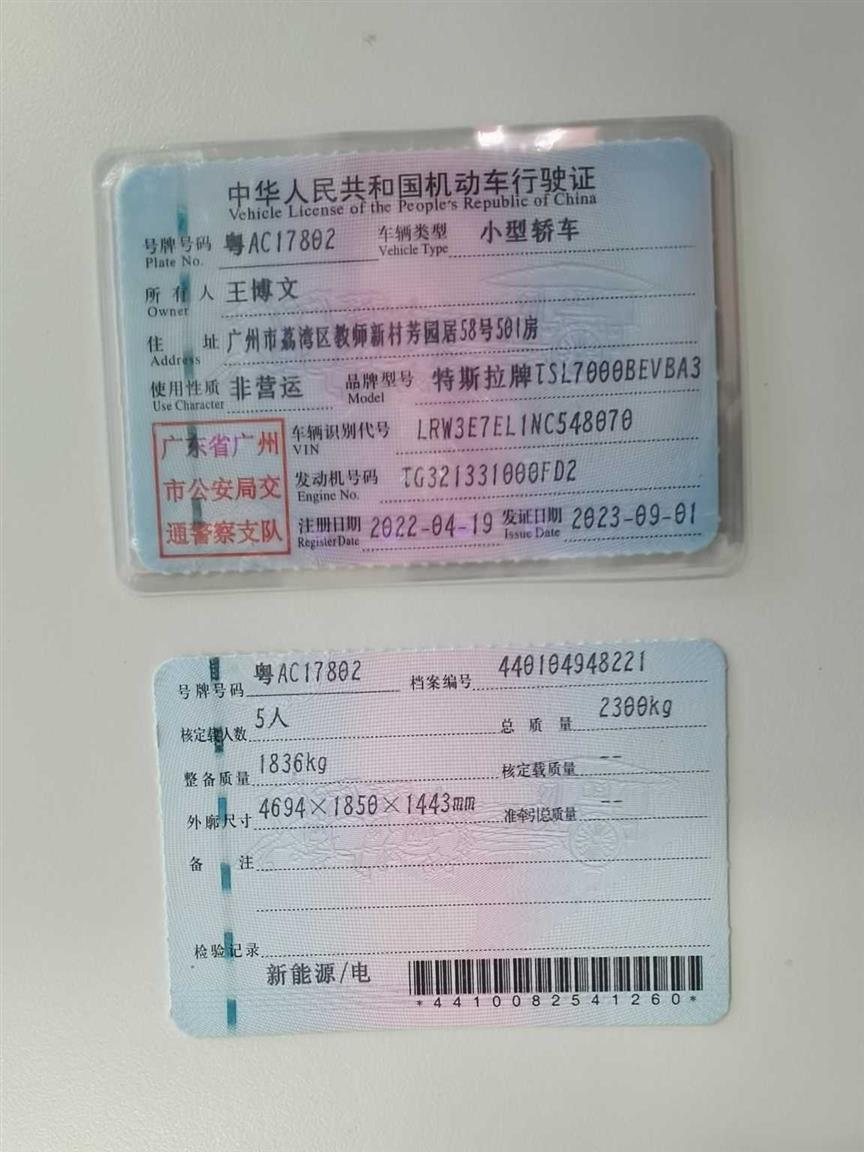 中华人民共和国机动车行驶证
Vehicle License of the People's Republic of China
号牌号码 粤AC17802 车辆类型 小型轿车
Plate No. Vehicle Type
所有人 王博文
Owner
住址 广州市荔湾区教师新村芳园居58号501房
Address
使用性质 非营运 品牌型号 特斯拉牌TSL7000BEVBA3
Use Character Model
车辆识别代号 LRW3E7EL1NC548070
VIN
发动机号码 TG321331000FD2
Engine No.
注册日期 2022-04-19 发证日期 2023-09-01
Register Date Issue Date
广东省广州
市公安局交
通警察支队
号牌号码 粤AC17802 档案编号 440104948221
核定载人数 5人 总质量 2300kg
整备质量 1836kg 核定载质量 --
外廓尺寸 4694×1850×1443mm 准牵引总质量 --
备注
检验记录
新能源/电
*4410082541260*